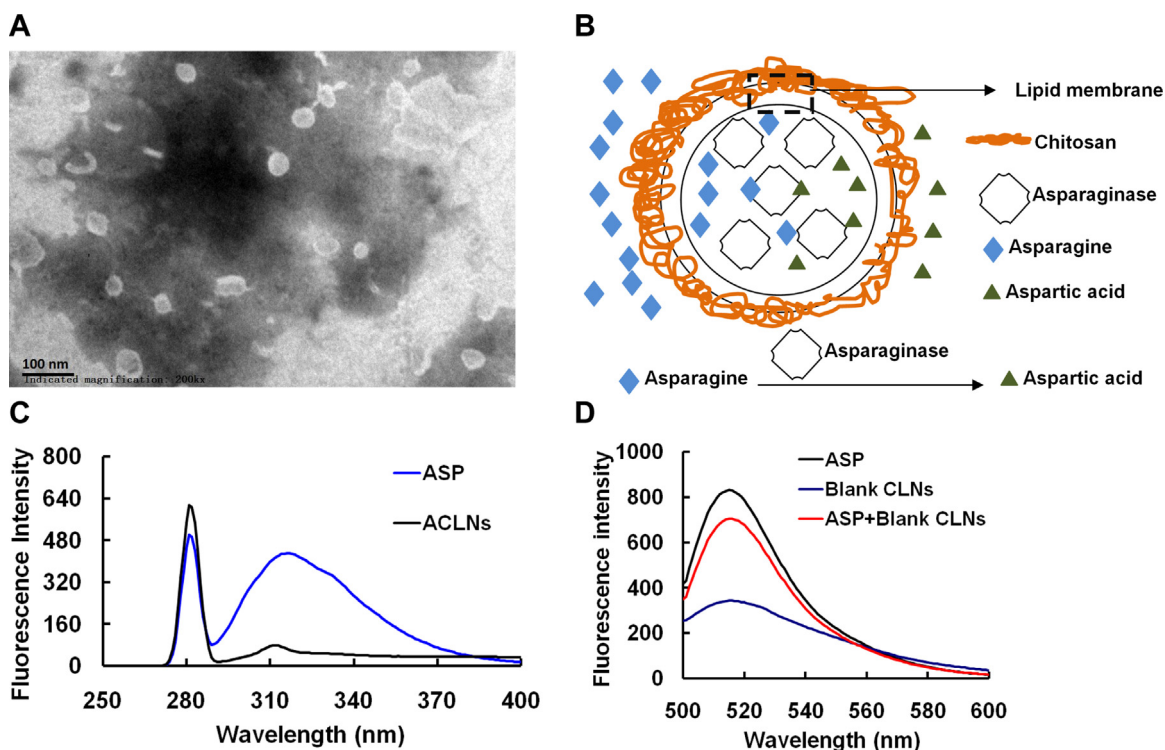 A
100 nm
Indicated magnification: 200kx
B
Lipid membrane
Chitosan
Asparaginase
Asparagine
Aspartic acid
Asparaginase
Asparagine
Aspartic acid
C
Fluorescence Intensity
800
640
480
320
160
0
ASP
ACLNs
250 280 310 340 370 400
Wavelength (nm)
D
Fluorescence intensity
1000
800
600
400
200
0
ASP
Blank CLNs
ASP+Blank CLNs
500 520 540 560 580 600
Wavelength (nm)